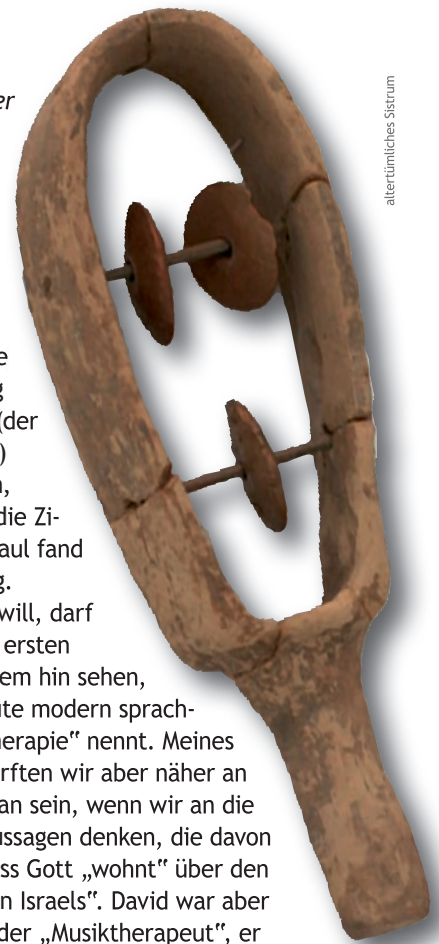 er
altertümliches Sistrum
e
g
(der
)
n,
die Zi-
aul fand
g.
will, darf
ersten
em hin sehen,
ute modern sprach-
herapie“ nennt. Meines
rften wir aber näher an
an sein, wenn wir an die
ussagen denken, die davon
ss Gott „wohnt“ über den
n Israels“. David war aber
der „Musiktherapeut“, er